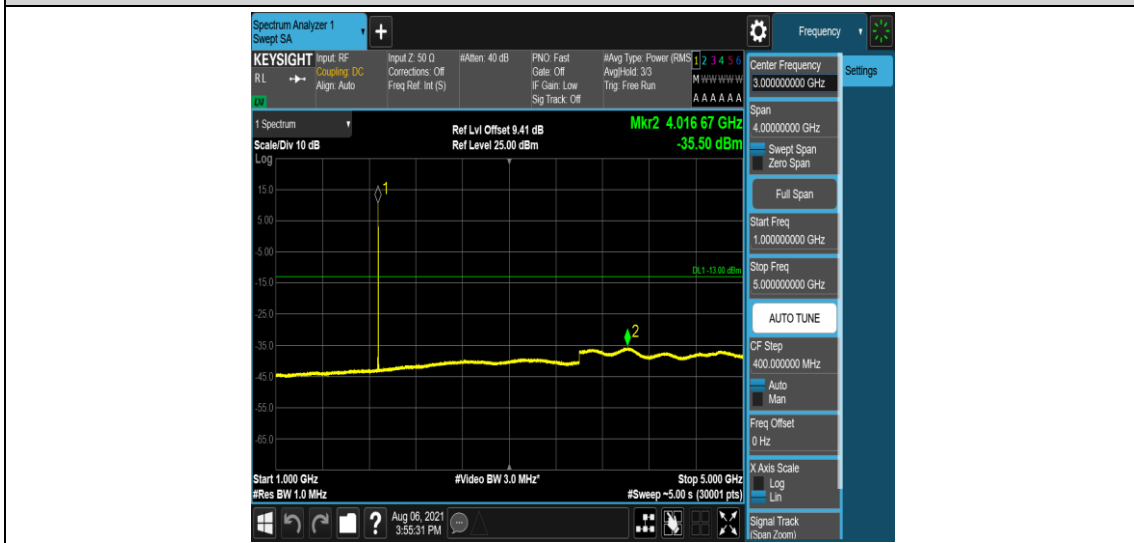 Spectrum Analyzer 1
Swept SA
+
Frequency
KEYSIGHT
RL
LXI
Input: RF
Coupling: DC
Align: Auto
Input Z: 50 Ω
Corrections: Off
Freq Ref: Int (S)
#Atten: 40 dB
PNO: Fast
Gate: Off
IF Gain: Low
Sig Track: Off
#Avg Type: Power (RMS
Avg|Hold: 3/3
Trig: Free Run
1 2 3 4 5 6
M W W W W W
A A A A A A
Center Frequency
3.000000000 GHz
Settings
1 Spectrum
Scale/Div 10 dB
Ref Lvl Offset 9.41 dB
Ref Level 25.00 dBm
Mkr2 4.016 67 GHz
-35.50 dBm
Log
15.0
5.00
-5.00
-15.0
-25.0
-35.0
-45.0
-55.0
-65.0
1
DL1 -13.00 dBm
2
Start 1.000 GHz
#Res BW 1.0 MHz
#Video BW 3.0 MHz*
Stop 5.000 GHz
#Sweep ~5.00 s (30001 pts)
Span
4.00000000 GHz
Swept Span
Zero Span
Full Span
Start Freq
1.000000000 GHz
Stop Freq
5.000000000 GHz
AUTO TUNE
CF Step
400.000000 MHz
Auto
Man
Freq Offset
0 Hz
X Axis Scale
Log
Lin
Signal Track
(Span Zoom)
?
Aug 06, 2021
3:55:31 PM